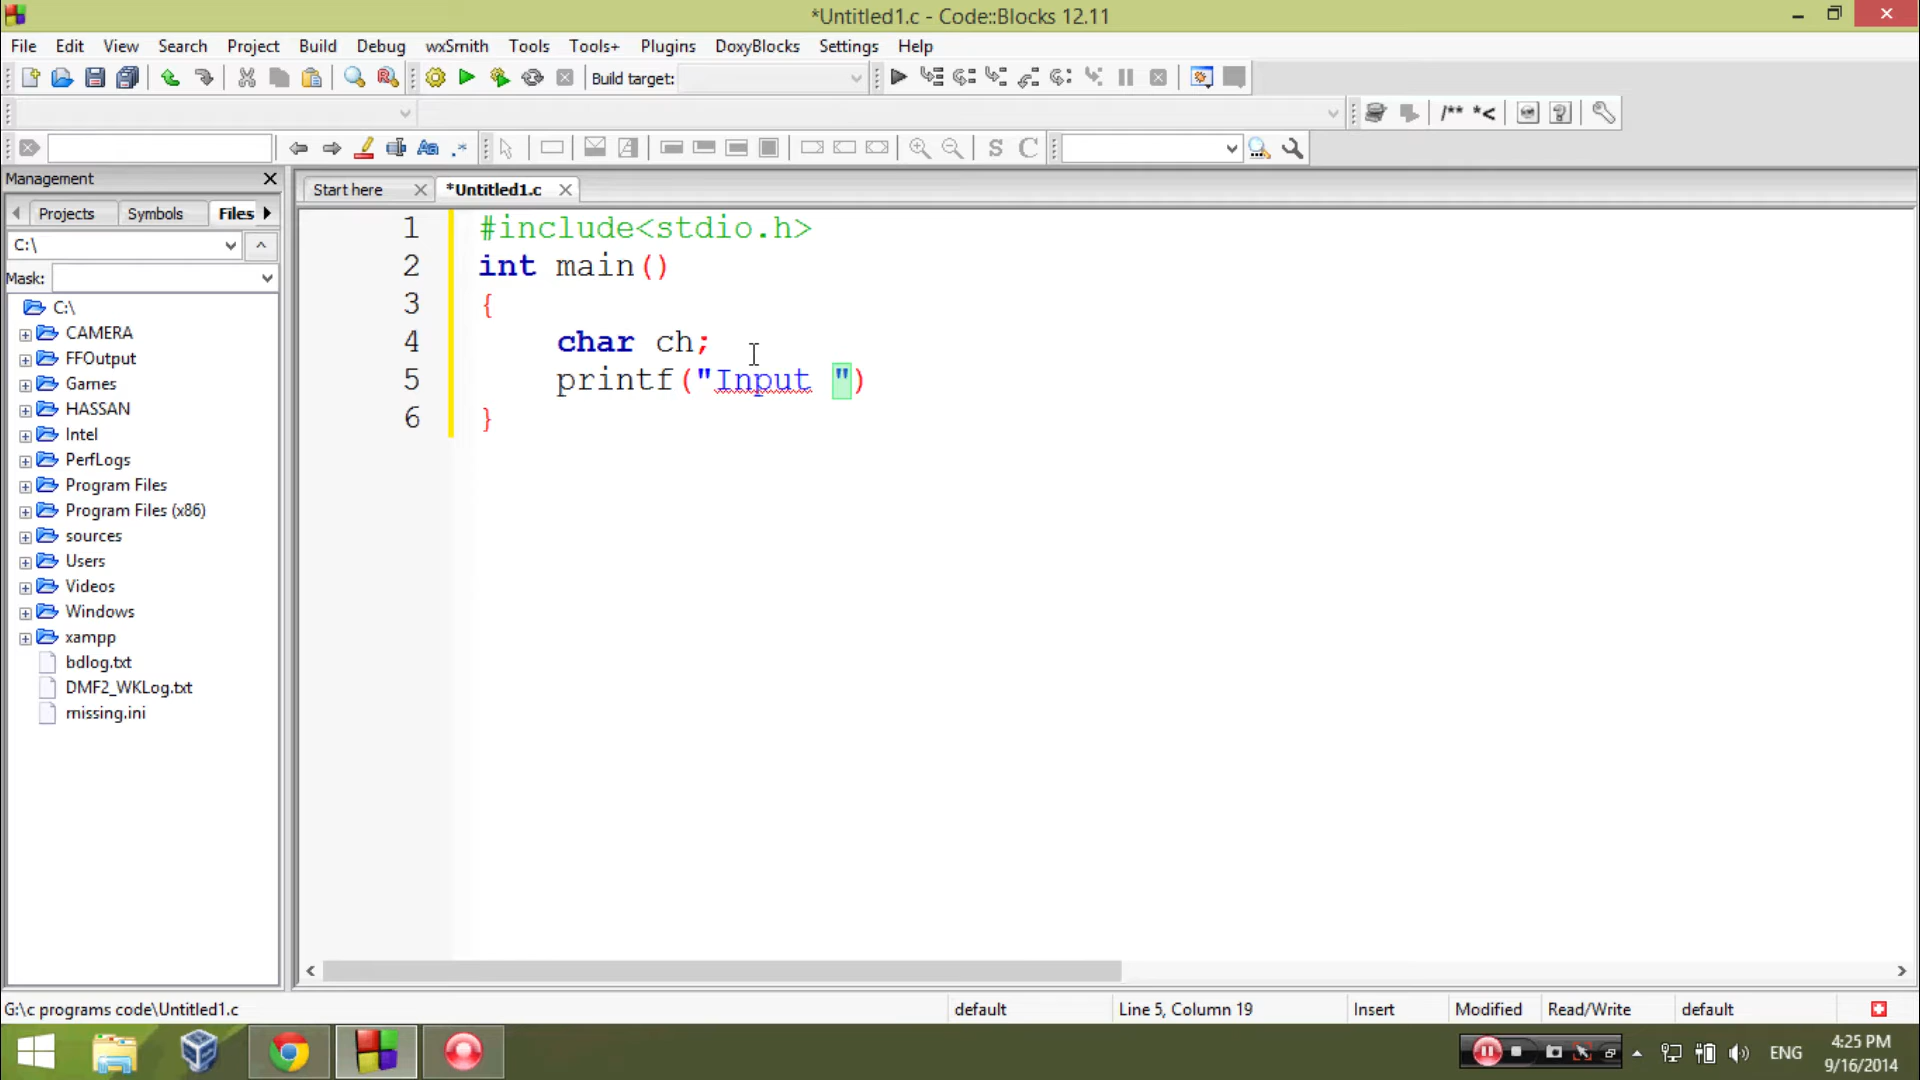 *Untitled1.c - Code::Blocks 12.11
File Edit View Search Project Build Debug wxSmith Tools Tools+ Plugins DoxyBlocks Settings Help
Build target:
/** *<
S C
Management
Start here *Untitled1.c
Projects Symbols Files
C:\
Mask:
C:\
CAMERA
FFOutput
Games
HASSAN
Intel
PerfLogs
Program Files
Program Files (x86)
sources
Users
Videos
Windows
xampp
bdlog.txt
DMF2_WKLog.txt
missing.ini
1 #include<stdio.h>
2 int main()
3 {
4 char ch;
5 printf("Input ")
6 }
G:\c programs code\Untitled1.c default Line 5, Column 19 Insert Modified Read/Write default
ENG 4:25 PM
9/16/2014